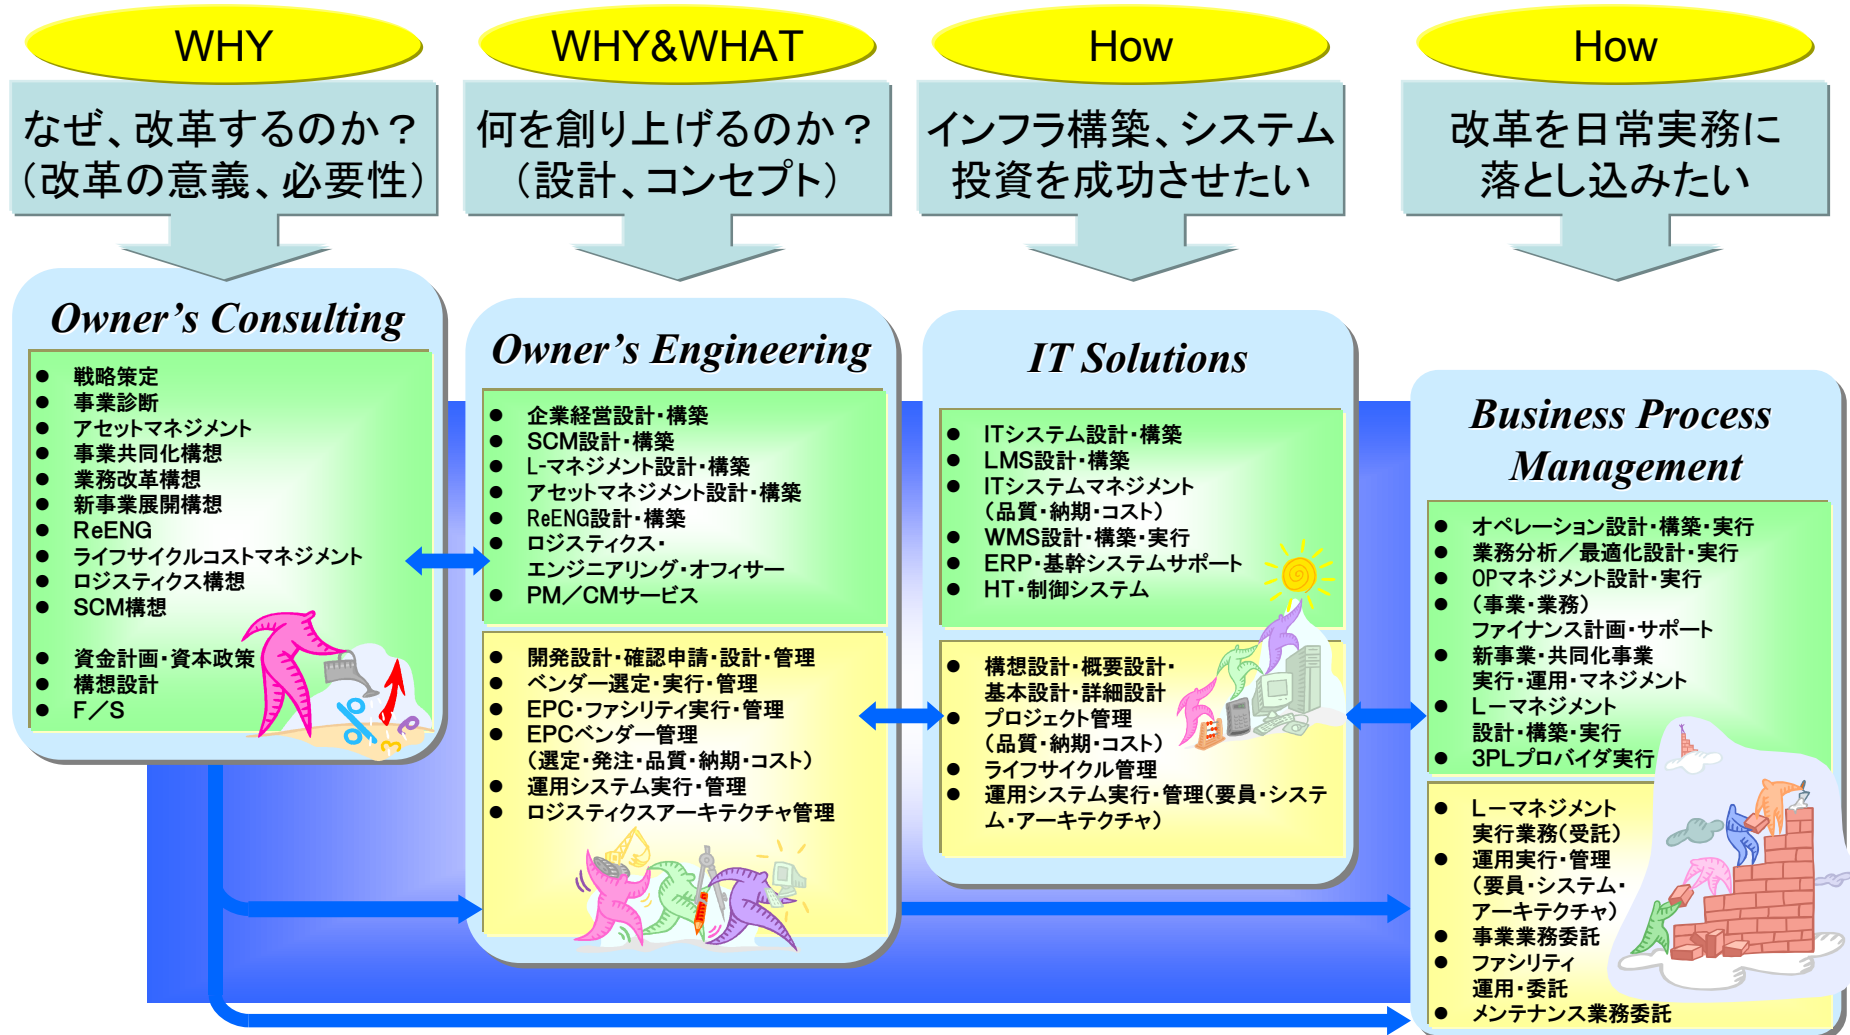 WHY
なぜ、改革するのか？
（改革の意義、必要性）
WHY&WHAT
何を創り上げるのか？
（設計、コンセプト）
How
インフラ構築、システム
投資を成功させたい
How
改革を日常実務に
落とし込みたい
Owner's Consulting
● 戦略策定
● 事業診断
● アセットマネジメント
● 事業共同化構想
● 業務改革構想
● 新事業展開構想
● ReENG
● ライフサイクルコストマネジメント
● ロジスティクス構想
● SCM構想
● 資金計画・資本政策
● 構想設計
● F／S
Owner's Engineering
● 企業経営設計・構築
● SCM設計・構築
● L-マネジメント設計・構築
● アセットマネジメント設計・構築
● ReENG設計・構築
● ロジスティクス・
エンジニアリング・オフィサー
● PM／CMサービス
● 開発設計・確認申請・設計・管理
● ベンダー選定・実行・管理
● EPC・ファシリティ実行・管理
● EPCベンダー管理
（選定・発注・品質・納期・コスト）
● 運用システム実行・管理
● ロジスティクスアーキテクチャ管理
IT Solutions
● ITシステム設計・構築
● LMS設計・構築
● ITシステムマネジメント
（品質・納期・コスト）
● WMS設計・構築・実行
● ERP・基幹システムサポート
● HT・制御システム
● 構想設計・概要設計・
基本設計・詳細設計
● プロジェクト管理
（品質・納期・コスト）
● ライフサイクル管理
● 運用システム実行・管理（要員・システ
ム・アーキテクチャ）
Business Process
Management
● オペレーション設計・構築・実行
● 業務分析／最適化設計・実行
● OPマネジメント設計・実行
● （事業・業務）
ファイナンス計画・サポート
● 新事業・共同化事業
実行・運用・マネジメント
● L－マネジメント
設計・構築・実行
● 3PLプロバイダ実行
● L－マネジメント
実行業務（受託）
● 運用実行・管理
（要員・システム・
アーキテクチャ）
● 事業業務委託
● ファシリティ
運用・委託
● メンテナンス業務委託